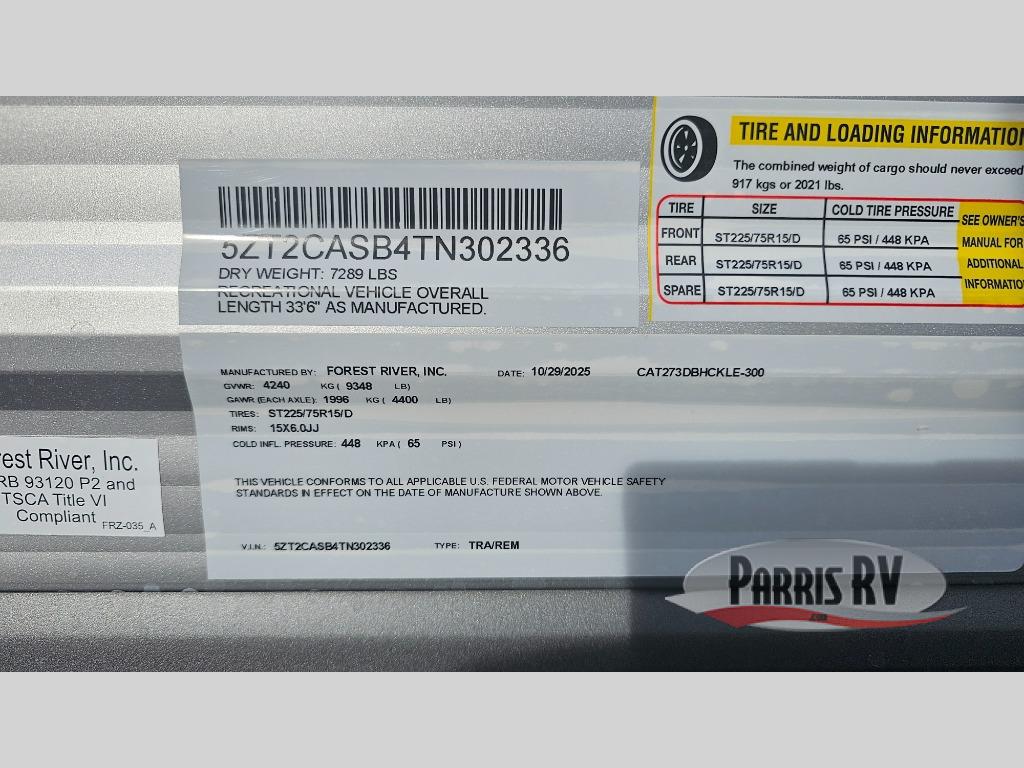 5ZT2CASB4TN302336
DRY WEIGHT: 7289 LBS
RECREATIONAL VEHICLE OVERALL
LENGTH 33'6" AS MANUFACTURED.
TIRE AND LOADING INFORMATION
The combined weight of cargo should never exceed
917 kgs or 2021 lbs.
TIRE SIZE COLD TIRE PRESSURE
FRONT ST225/75R15/D 65 PSI / 448 KPA
REAR ST225/75R15/D 65 PSI / 448 KPA
SPARE ST225/75R15/D 65 PSI / 448 KPA
SEE OWNER'S
MANUAL FOR
ADDITIONAL
INFORMATIO
MANUFACTURED BY: FOREST RIVER, INC. DATE: 10/29/2025 CAT273DBHCKLE-300
GVWR: 4240 KG ( 9348 LB)
GAWR (EACH AXLE): 1996 KG ( 4400 LB)
TIRES: ST225/75R15/D
RIMS: 15X6.0JJ
COLD INFL. PRESSURE: 448 KPA ( 65 PSI )
THIS VEHICLE CONFORMS TO ALL APPLICABLE U.S. FEDERAL MOTOR VEHICLE SAFETY
STANDARDS IN EFFECT ON THE DATE OF MANUFACTURE SHOWN ABOVE.
V.I.N.: 5ZT2CASB4TN302336 TYPE: TRA/REM
rest River, Inc.
RB 93120 P2 and
TSCA Title VI
Compliant FRZ-035_A
PARRIS RV